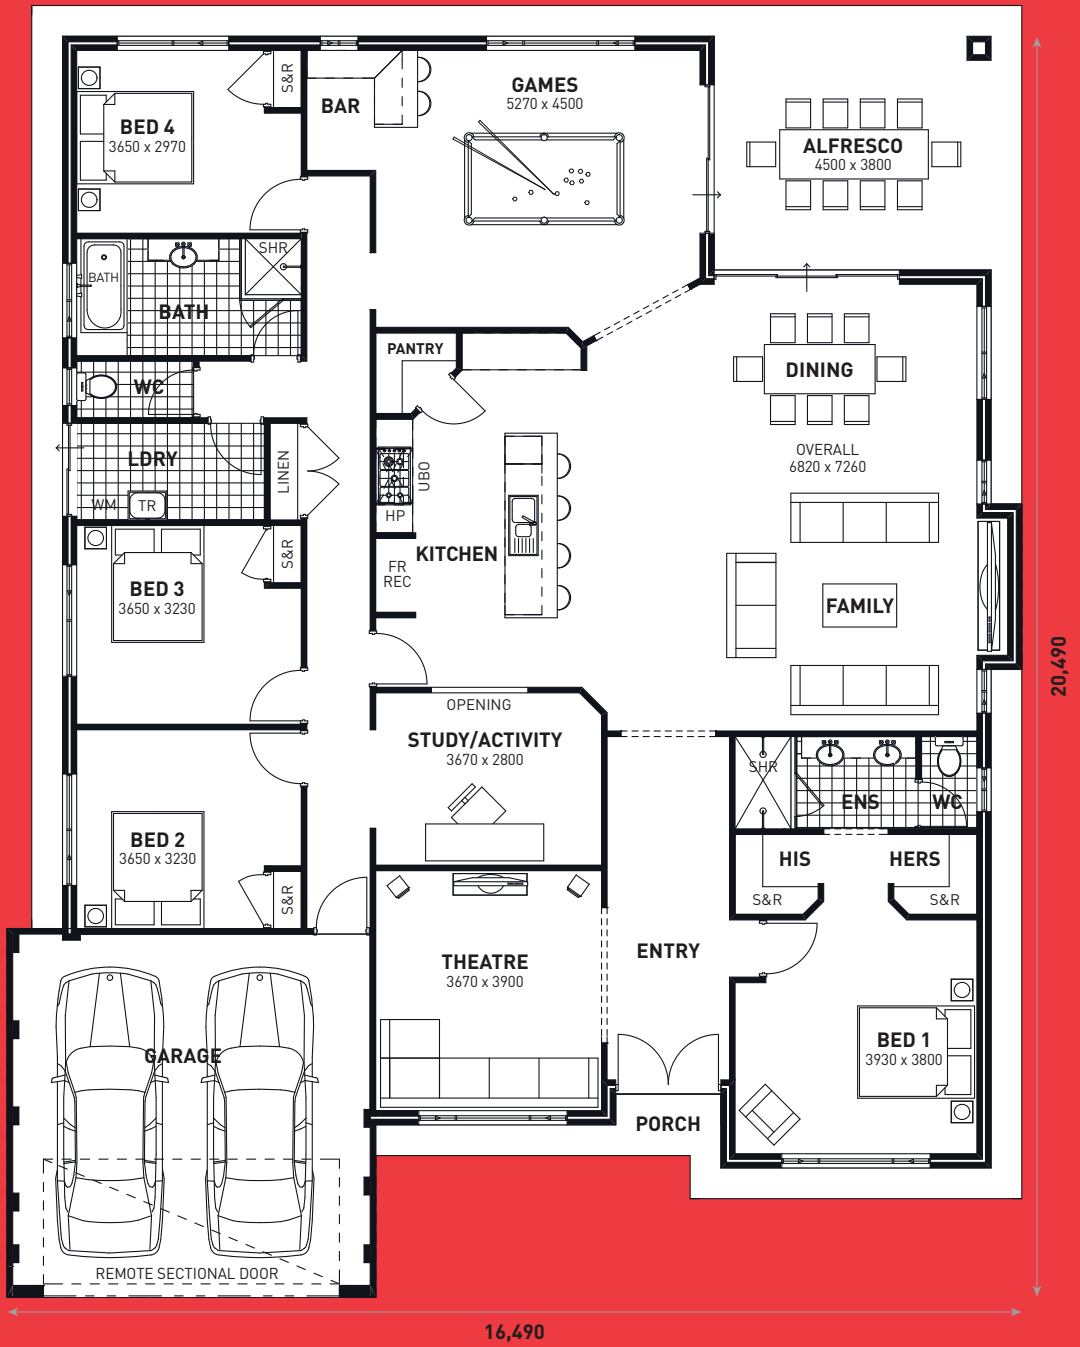 S&R
BAR
GAMES
5270 x 4500
BED 4
3650 x 2970
ALFRESCO
4500 x 3800
SHR
BATH
BATH
PANTRY
WC
DINING
OVERALL
6820 x 7260
LDRY
LINEN
UBO
WM
TR
HP
KITCHEN
FR
REC
S&R
BED 3
3650 x 3230
FAMILY
20,490
OPENING
STUDY/ACTIVITY
3670 x 2800
SHR
ENS
WC
BED 2
3650 x 3230
HIS
HERS
S&R
S&R
S&R
ENTRY
THEATRE
3670 x 3900
GARAGE
BED 1
3930 x 3800
PORCH
REMOTE SECTIONAL DOOR
16,490